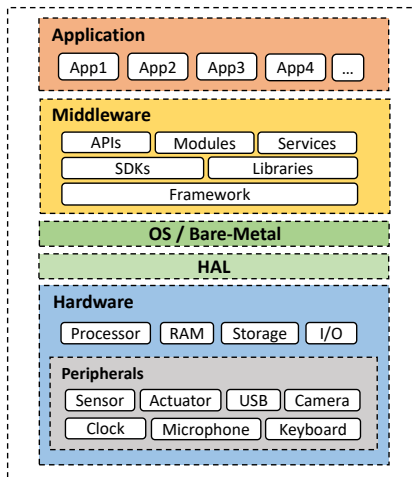 Application
App1 App2 App3 App4 ...
Middleware
APIs Modules Services
SDKs Libraries
Framework
OS / Bare-Metal
HAL
Hardware
Processor RAM Storage I/O
Peripherals
Sensor Actuator USB Camera
Clock Microphone Keyboard